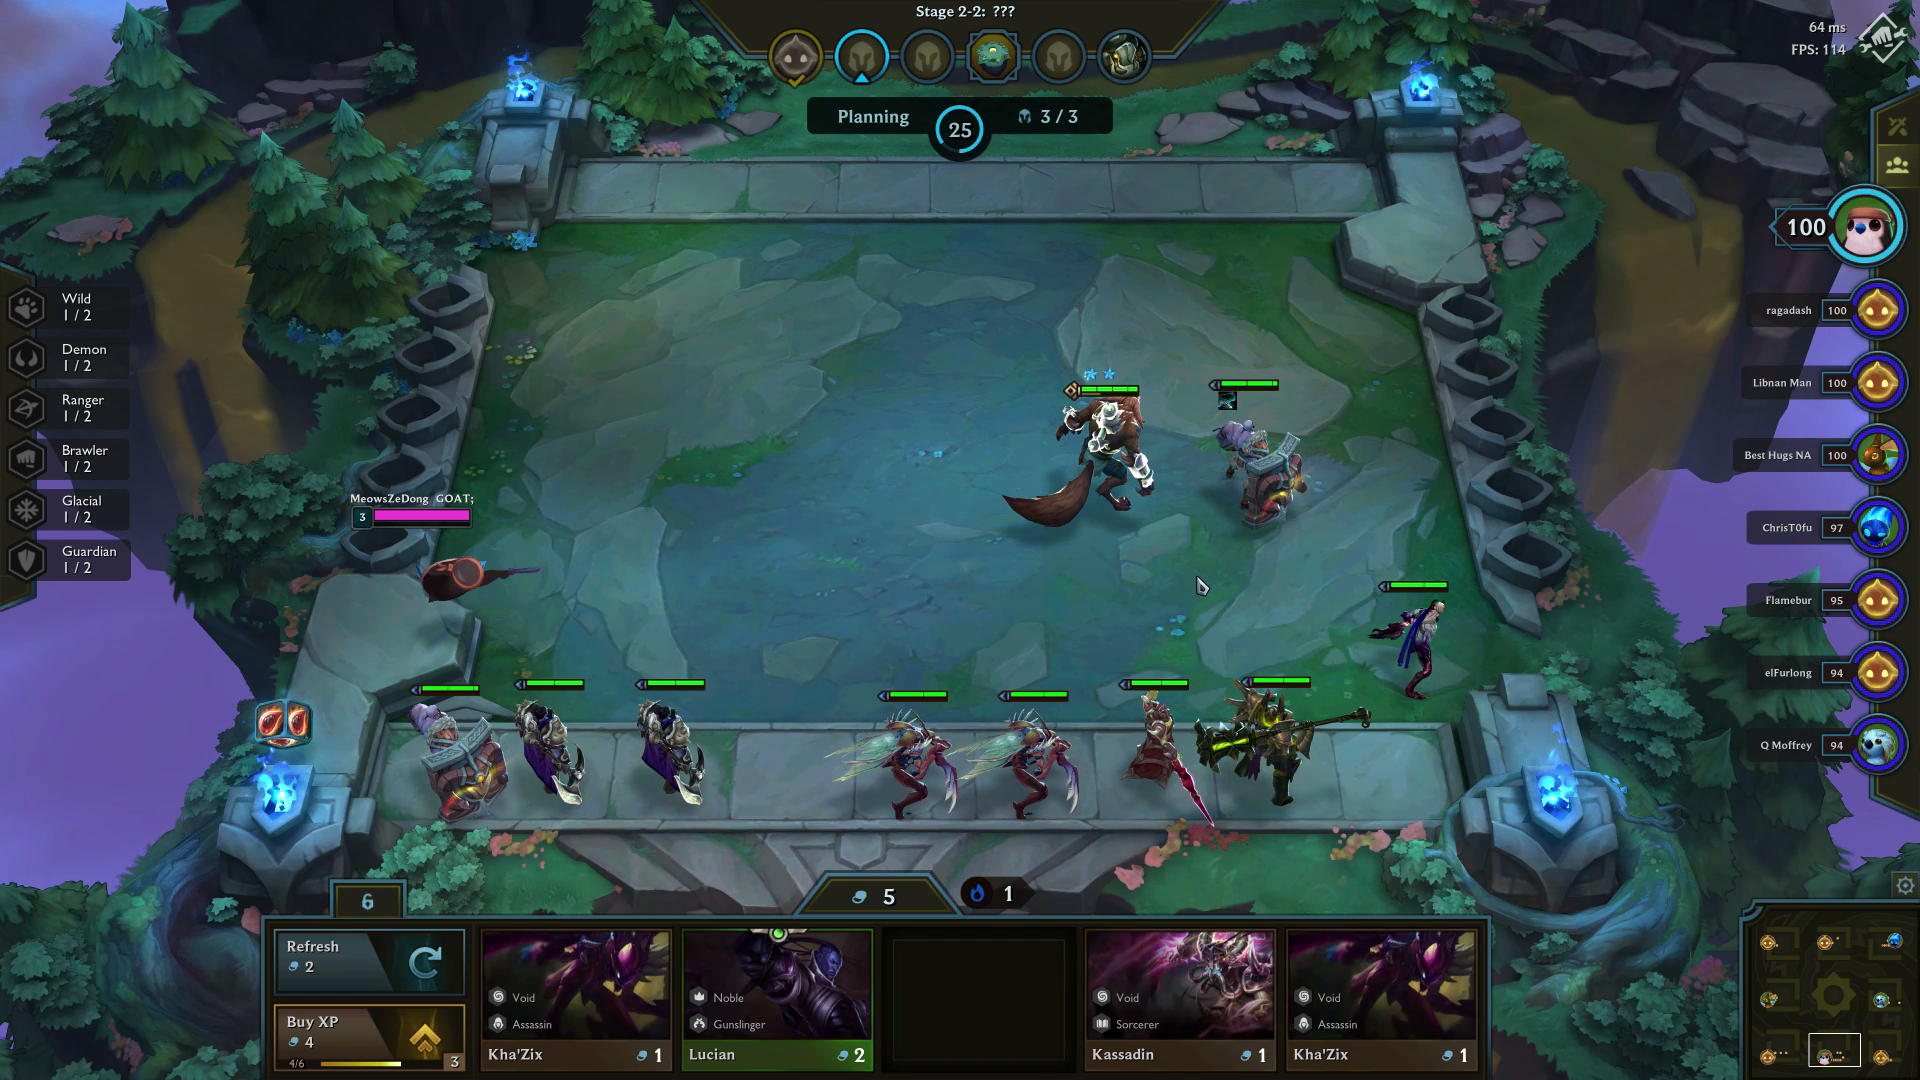 Stage 2-2: ???
64 ms
FPS: 114
Planning
25
3 / 3
100
ragadash 100
Libnan Man 100
Best Hugs NA 100
ChrisT0fu 97
Flamebur 95
elFurlong 94
Q Moffrey 94
Wild
1 / 2
Demon
1 / 2
Ranger
1 / 2
Brawler
1 / 2
Glacial
1 / 2
Guardian
1 / 2
MeowsZeDong GOAT;
3
6
5
1
Refresh
2
Buy XP
4
4/6
3
Void
Assassin
Kha'Zix 1
Noble
Gunslinger
Lucian 2
Void
Sorcerer
Kassadin 1
Void
Assassin
Kha'Zix 1